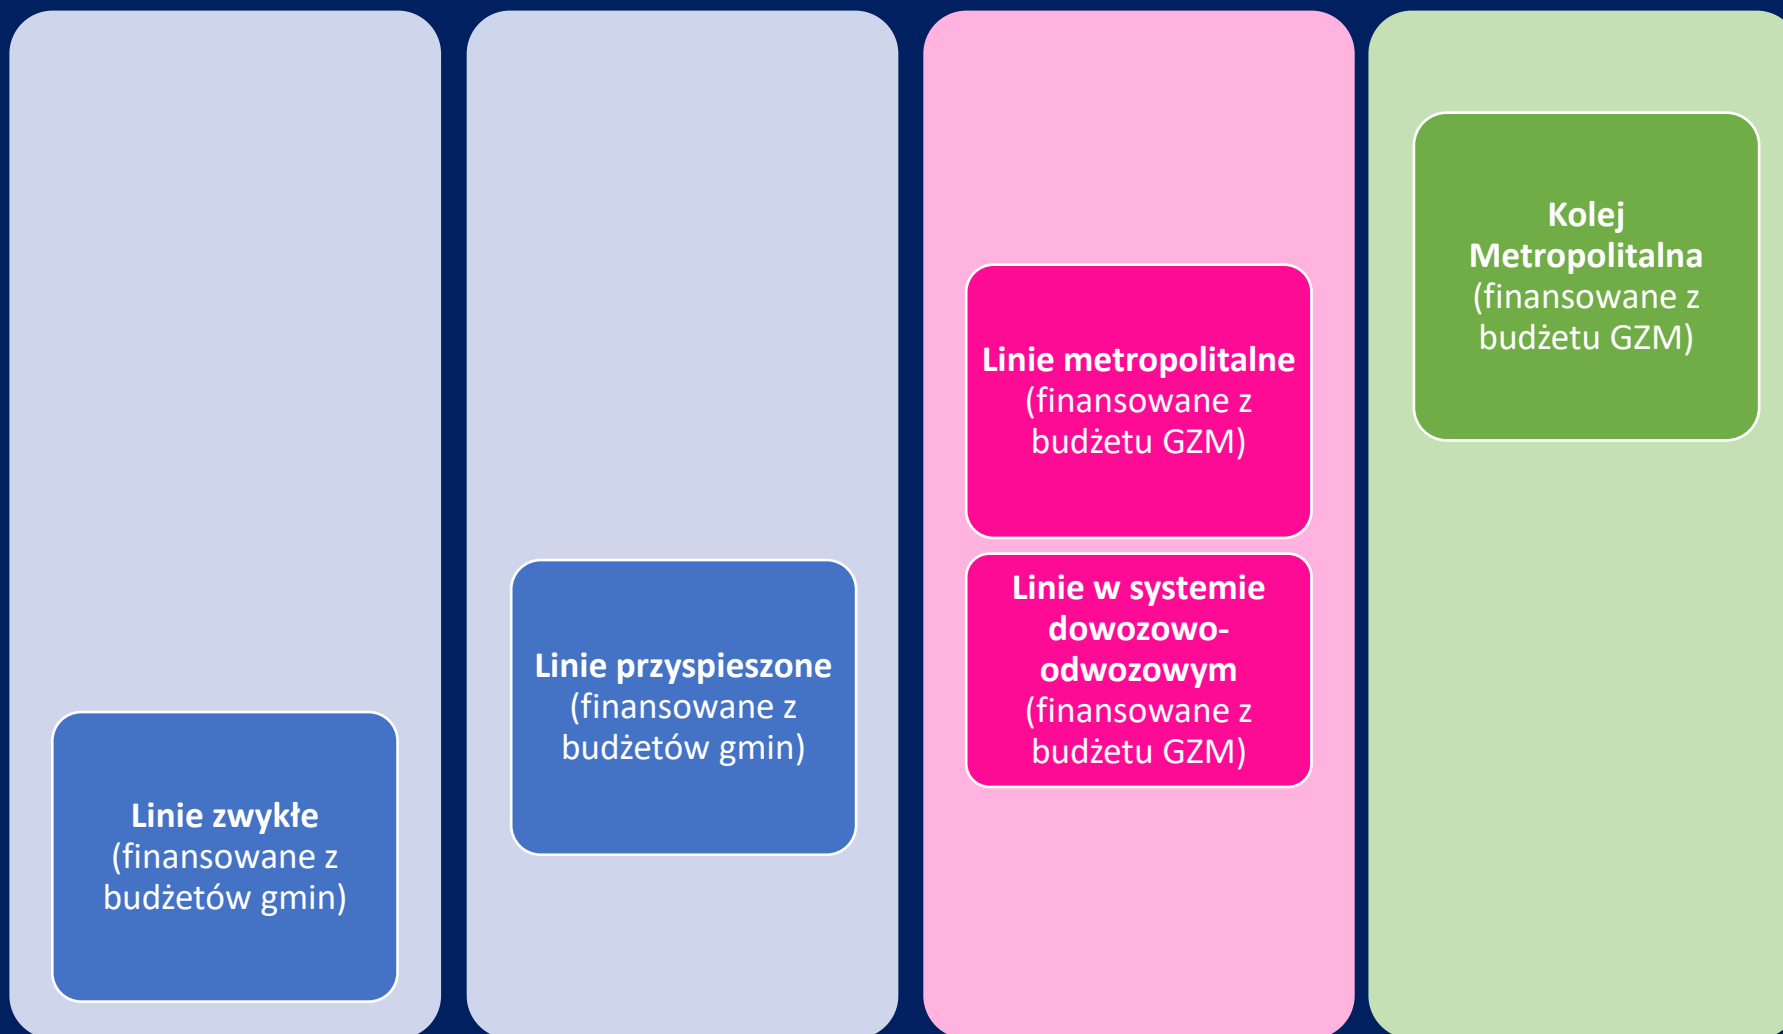 Linie zwykłe
(finansowane z
budżetów gmin)
Linie przyspieszone
(finansowane z
budżetów gmin)
Linie metropolitalne
(finansowane z
budżetu GZM)
Linie w systemie
dowozowo-
odwozowym
(finansowane z
budżetu GZM)
Kolej
Metropolitalna
(finansowane z
budżetu GZM)